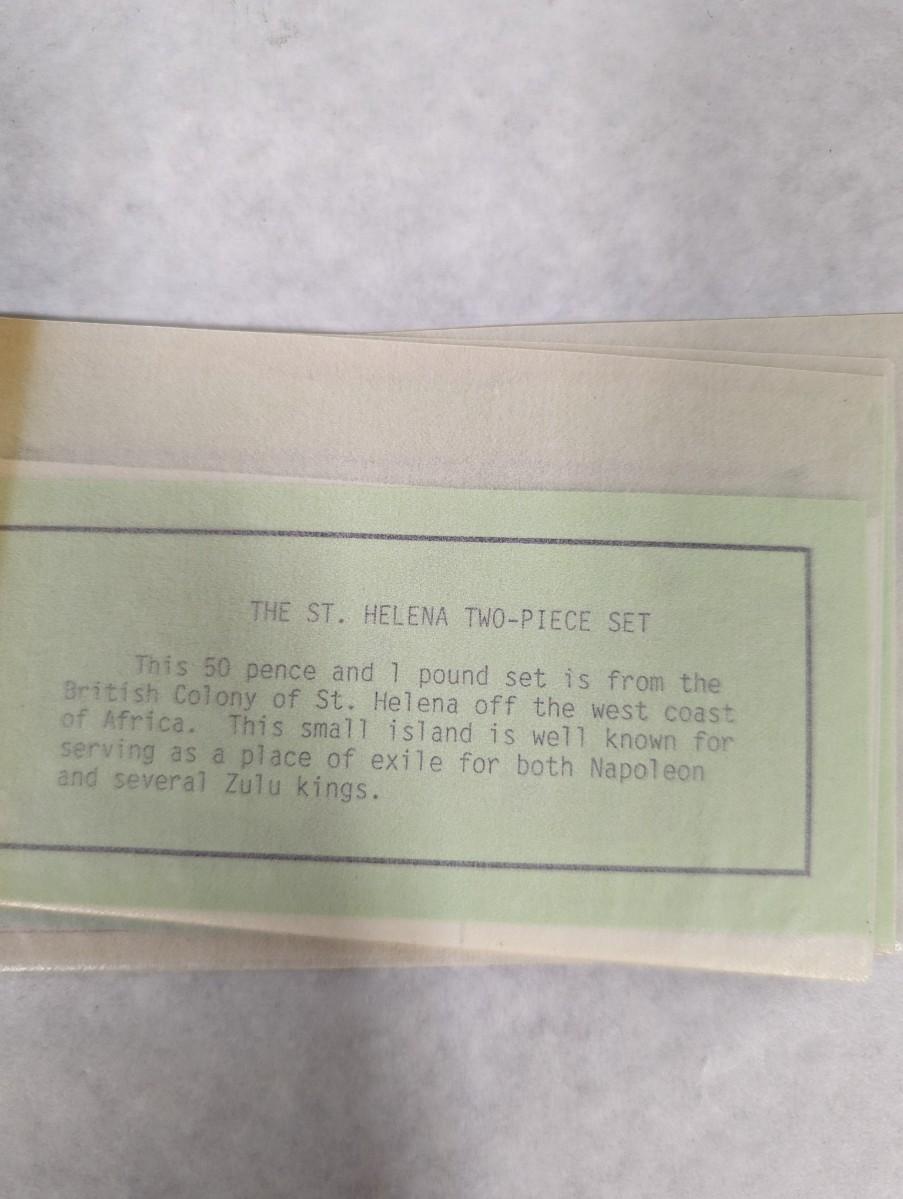 THE ST. HELENA TWO-PIECE SET
This 50 pence and 1 pound set is from the
British Colony of St. Helena off the west coast
of Africa. This small island is well known for
serving as a place of exile for both Napoleon
and several Zulu kings.